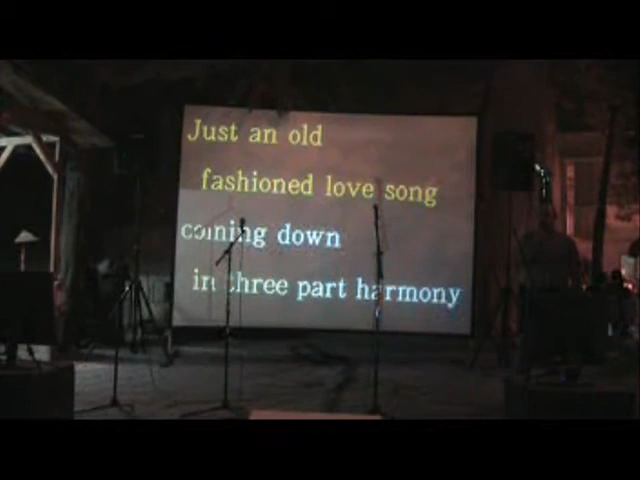 Just an old
fashioned love song
coming down
in three part harmony